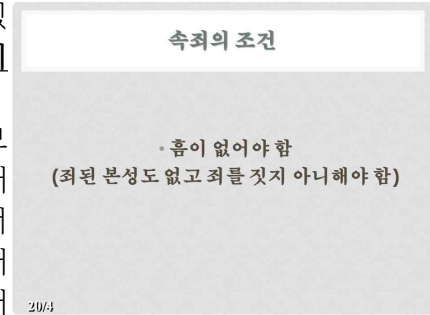 속죄의 조건
• 흠이 없어야 함
(죄된 본성도 없고 죄를 짓지 아니해야 함)
20/4